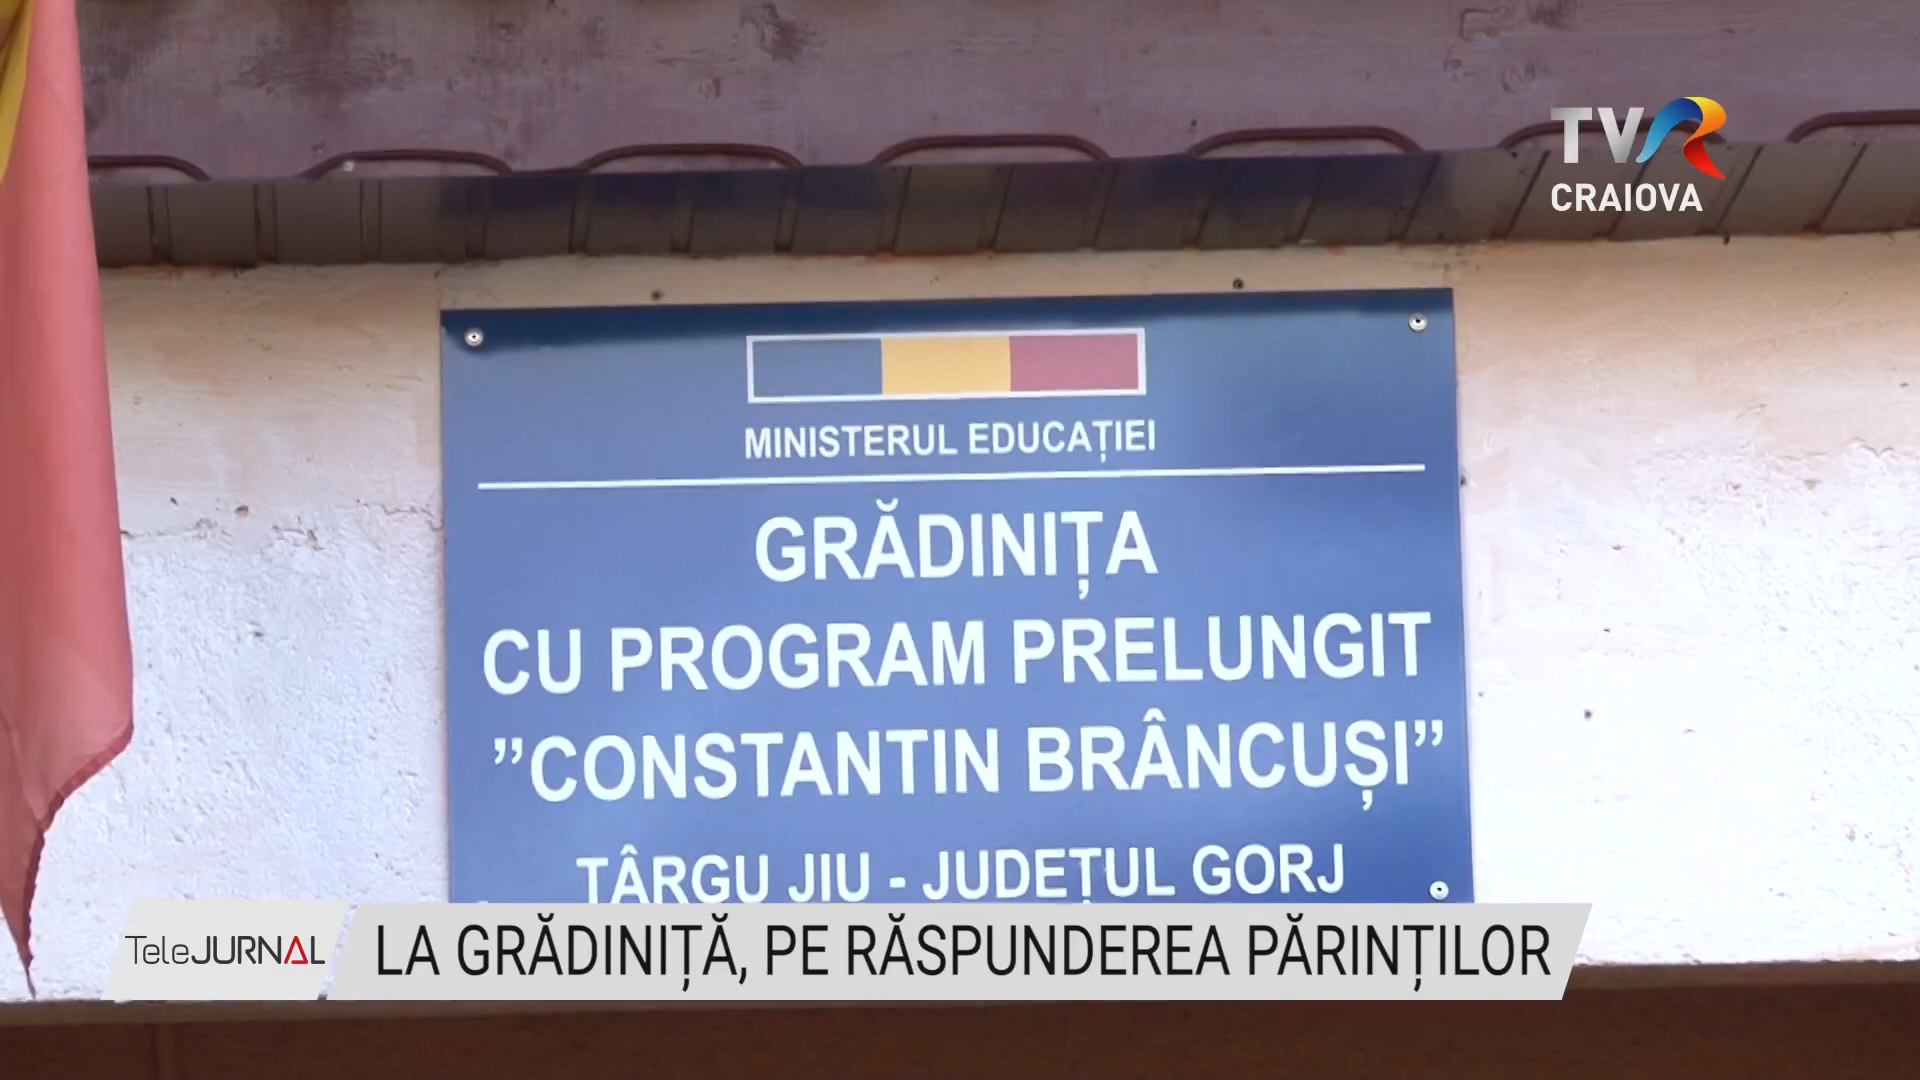 TVR
CRAIOVA
MINISTERUL EDUCAȚIEI
GRĂDINIȚA
CU PROGRAM PRELUNGIT
”CONSTANTIN BRÂNCUȘI”
TÂRGU JIU - JUDEȚUL GORJ
TeleJURNAL
LA GRĂDINIȚĂ, PE RĂSPUNDEREA PĂRINȚILOR